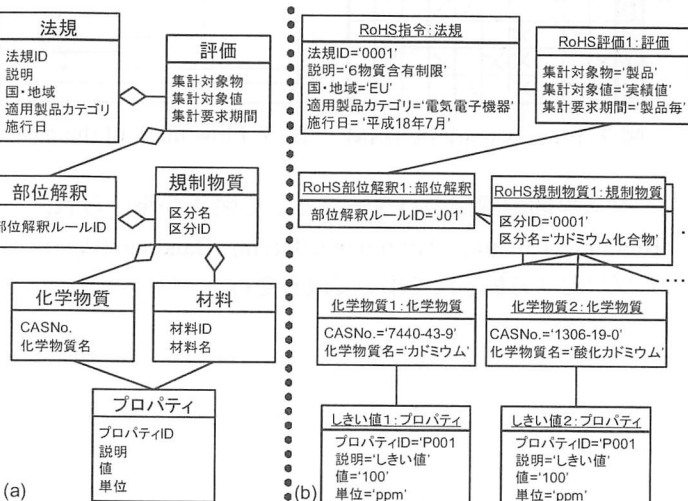 法規
法規ID
説明
国・地域
適用製品カテゴリ
施行日
評価
集計対象物
集計対象値
集計要求期間
部位解釈
部位解釈ルールID
規制物質
区分名
区分ID
化学物質
CASNo.
化学物質名
材料
材料ID
材料名
プロパティ
プロパティID
説明
値
単位
(a)
RoHS指令:法規
法規ID='0001'
説明='6物質含有制限'
国・地域='EU'
適用製品カテゴリ='電気電子機器'
施行日= '平成18年7月'
RoHS評価1:評価
集計対象物='製品'
集計対象値='実績値'
集計要求期間='製品毎'
RoHS部位解釈1:部位解釈
部位解釈ルールID='J01'
RoHS規制物質1:規制物質
区分ID='0001'
区分名='カドミウム化合物'
…
…
化学物質1:化学物質
CASNo.='7440-43-9'
化学物質名='カドミウム'
化学物質2:化学物質
CASNo.='1306-19-0'
化学物質名='酸化カドミウム'
しきい値1:プロパティ
プロパティID='P001
説明='しきい値'
値='100'
単位='ppm'
しきい値2:プロパティ
プロパティID='P001
説明='しきい値'
値='100'
単位='ppm'
(b)